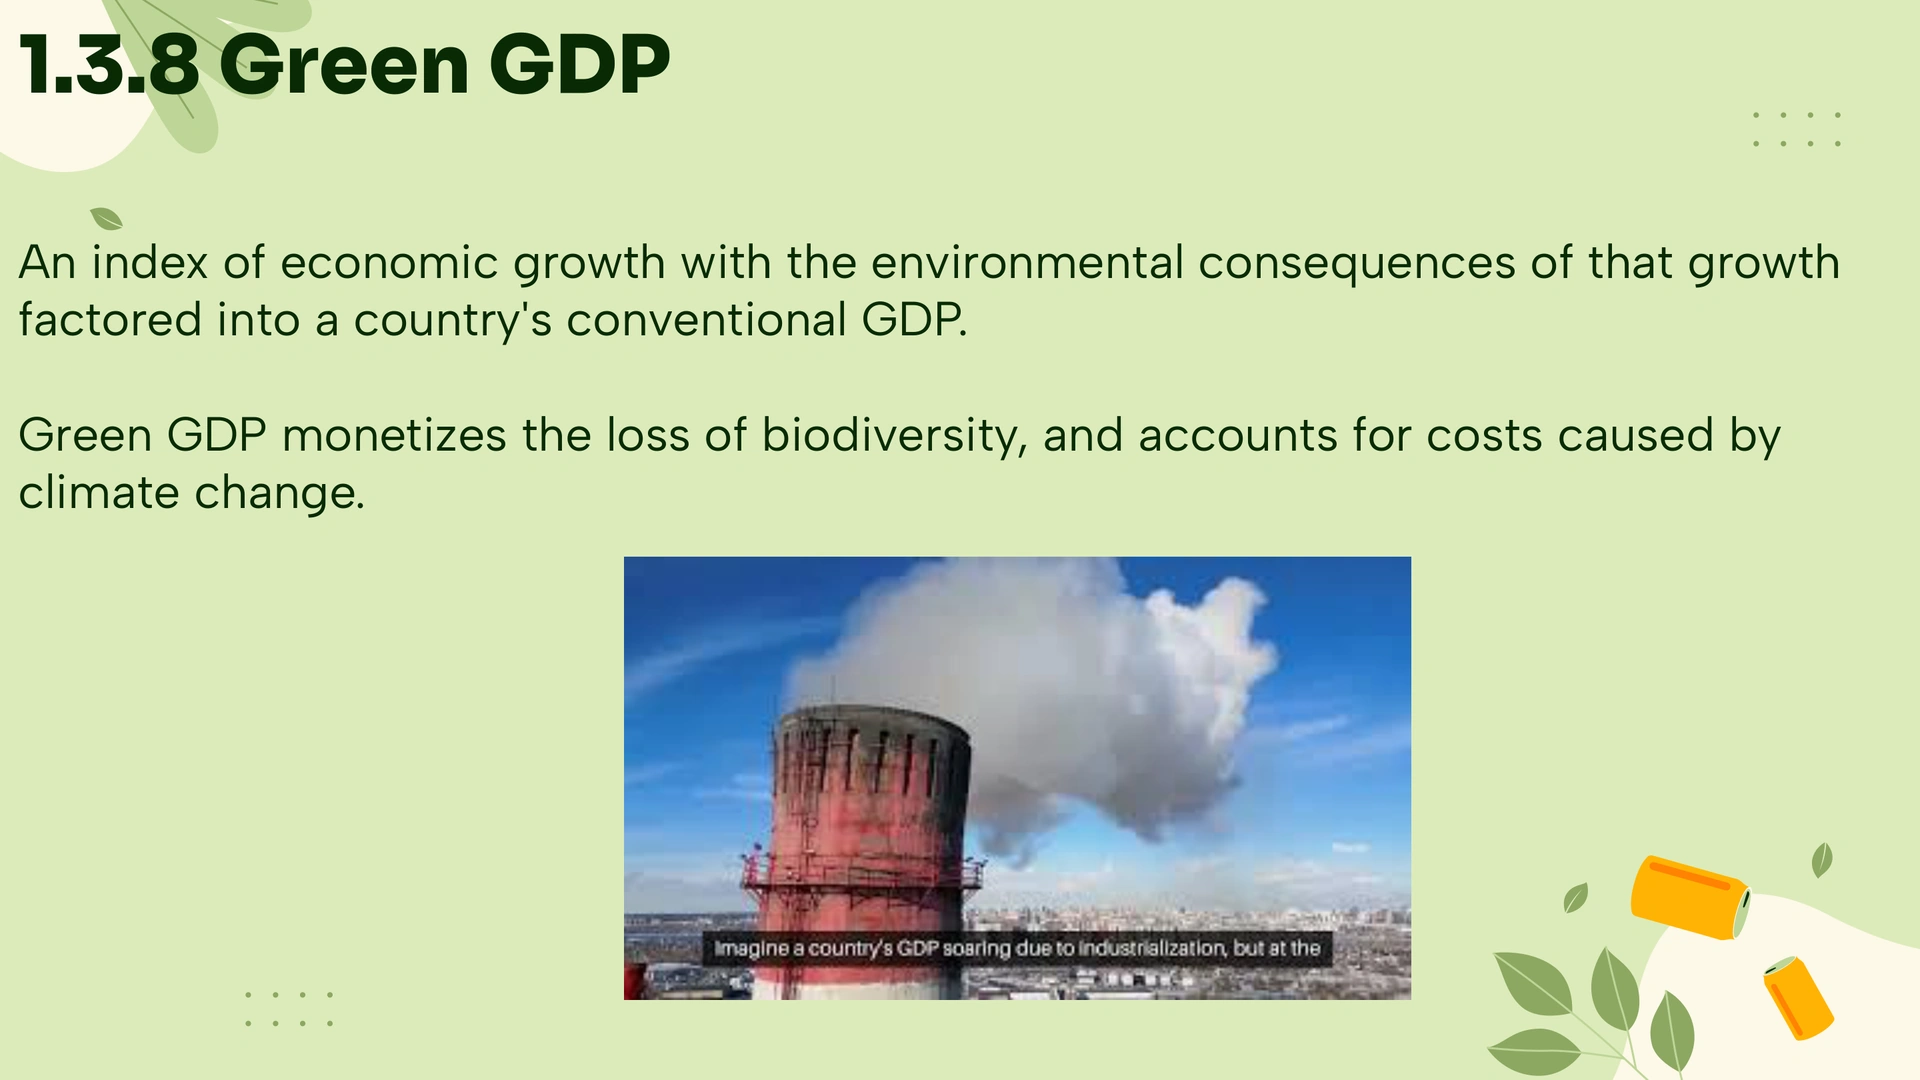 1.3.8 Green GDP
An index of economic growth with the environmental consequences of that growth
factored into a country's conventional GDP.
Green GDP monetizes the loss of biodiversity, and accounts for costs caused by
climate change.
Imagine a country's GDP soaring due to industrialization, but at the